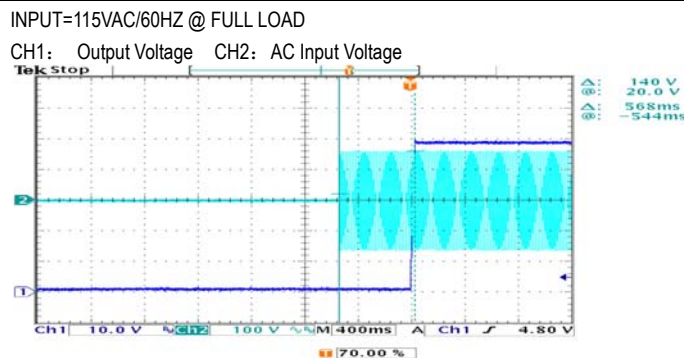 INPUT=115VAC/60HZ @ FULL LOAD
CH1： Output Voltage CH2：AC Input Voltage
Tek Stop
Δ: 140 V
@: 20.0 V
Δ: 568ms
@: -544ms
2
1
Ch1 10.0 V Ch2 100 V M 400ms A Ch1 4.80 V
70.00 %